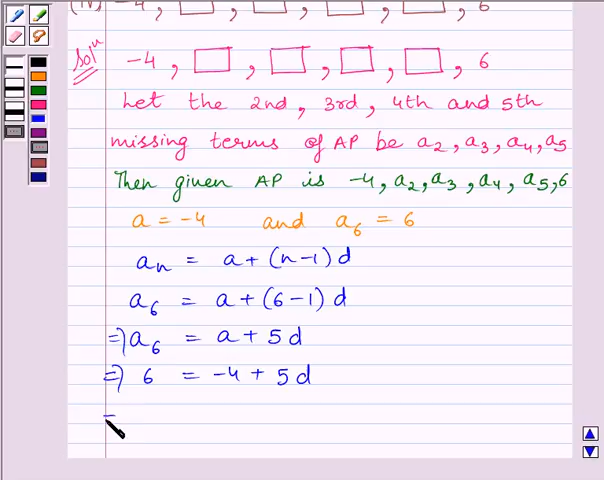 (iv) -4, □, □, □, □, 6
Solⁿ -4, □, □, □, □, 6
Let the 2nd, 3rd, 4th and 5th
missing terms of AP be a₂, a₃, a₄, a₅
Then given AP is -4, a₂, a₃, a₄, a₅, 6
a = -4 and a₆ = 6
aₙ = a + (n-1) d
a₆ = a + (6-1) d
⇒ a₆ = a + 5d
⇒ 6 = -4 + 5d
=